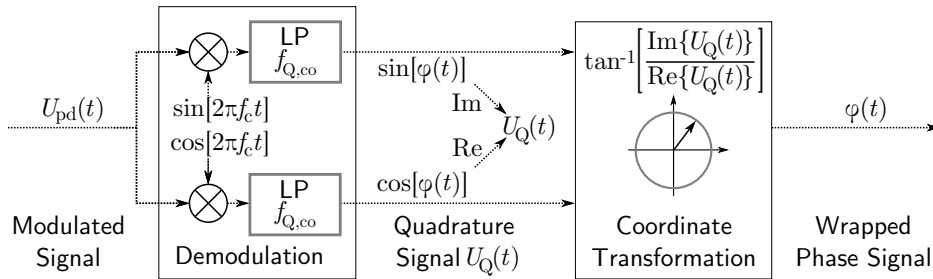 U_pd(t)
LP
f_Q,co
sin[2πf_c t]
cos[2πf_c t]
LP
f_Q,co
sin[φ(t)]
Im
U_Q(t)
Re
cos[φ(t)]
tan⁻¹[Im{U_Q(t)}/Re{U_Q(t)}]
φ(t)
Modulated
Signal
Demodulation
Quadrature
Signal U_Q(t)
Coordinate
Transformation
Wrapped
Phase Signal